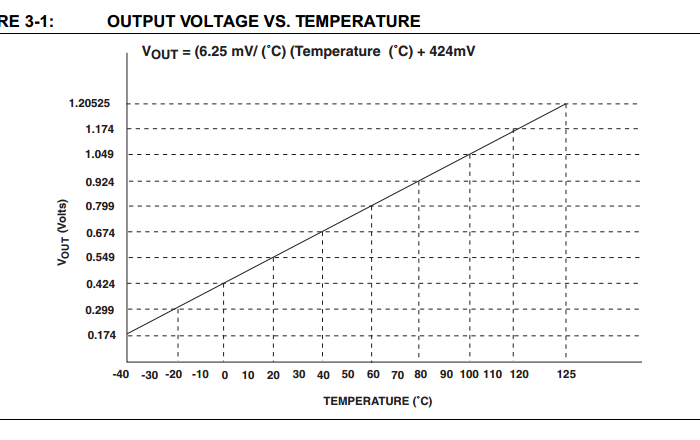 RE 3-1: OUTPUT VOLTAGE VS. TEMPERATURE
VOUT = (6.25 mV/ (˚C) (Temperature (˚C) + 424mV
1.20525
1.174
1.049
0.924
0.799
0.674
0.549
0.424
0.299
0.174
VOUT (Volts)
-40 -30 -20 -10 0 10 20 30 40 50 60 70 80 90 100 110 120 125
TEMPERATURE (˚C)